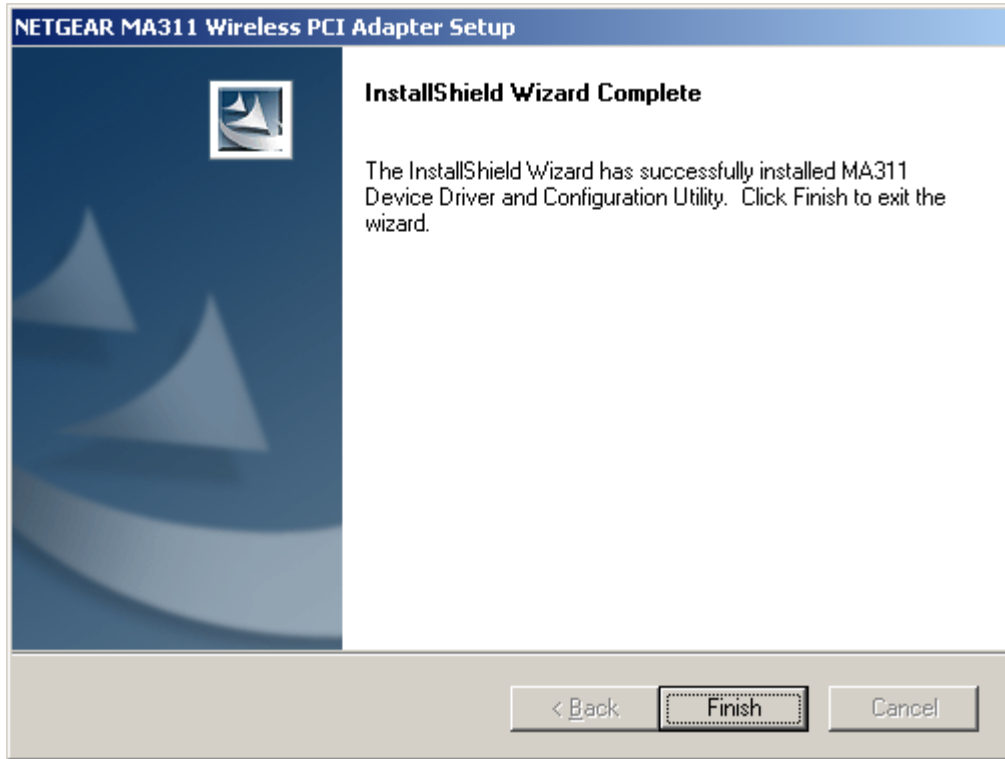 NETGEAR MA311 Wireless PCI Adapter Setup
InstallShield Wizard Complete
The InstallShield Wizard has successfully installed MA311
Device Driver and Configuration Utility.  Click Finish to exit the
wizard.
< Back
Finish
Cancel